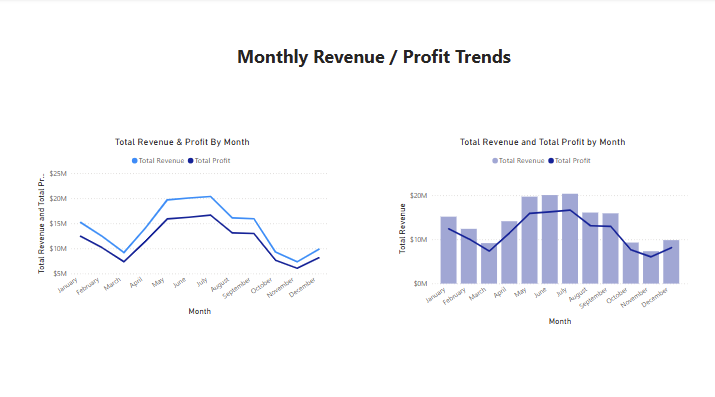 Monthly Revenue / Profit Trends
Total Revenue & Profit By Month
Total Revenue Total Profit
Total Revenue and Total Pr...
$25M
$20M
$15M
$10M
$5M
January
February
March
April
May
June
July
August
September
October
November
December
Month
Total Revenue and Total Profit by Month
Total Revenue Total Profit
Total Revenue
$20M
$10M
$0M
January
February
March
April
May
June
July
August
September
October
November
December
Month